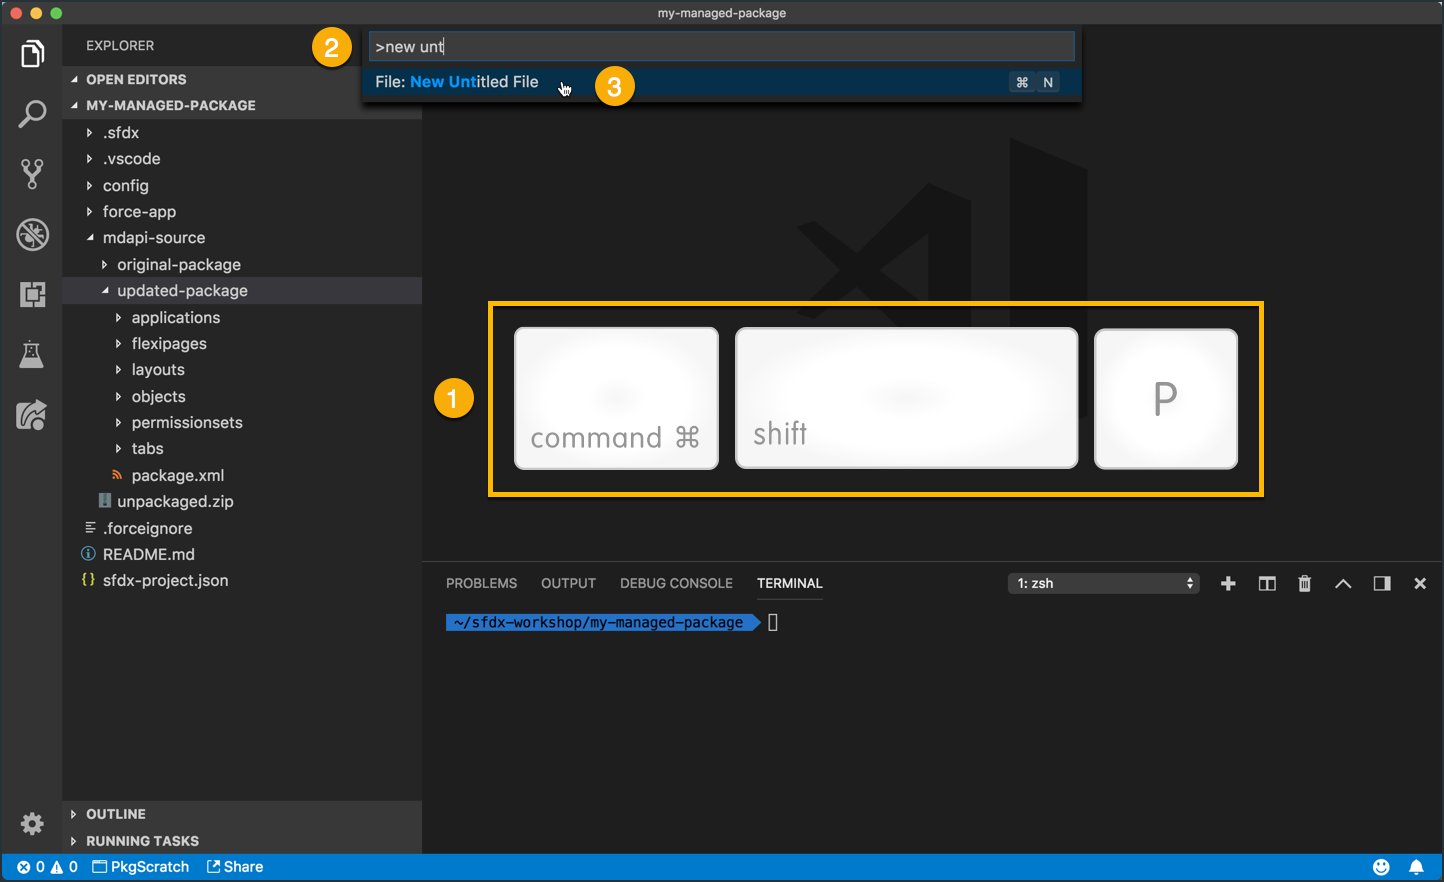 my-managed-package
EXPLORER
2
>new unt
File: New Untitled File
3
⌘ N
OPEN EDITORS
MY-MANAGED-PACKAGE
.sfdx
.vscode
config
force-app
mdapi-source
original-package
updated-package
applications
flexipages
layouts
objects
permissionsets
tabs
package.xml
unpackaged.zip
.forceignore
README.md
{} sfdx-project.json
OUTLINE
RUNNING TASKS
1
command ⌘
shift
P
PROBLEMS OUTPUT DEBUG CONSOLE TERMINAL
1: zsh
~/sfdx-workshop/my-managed-package
0 0 PkgScratch Share